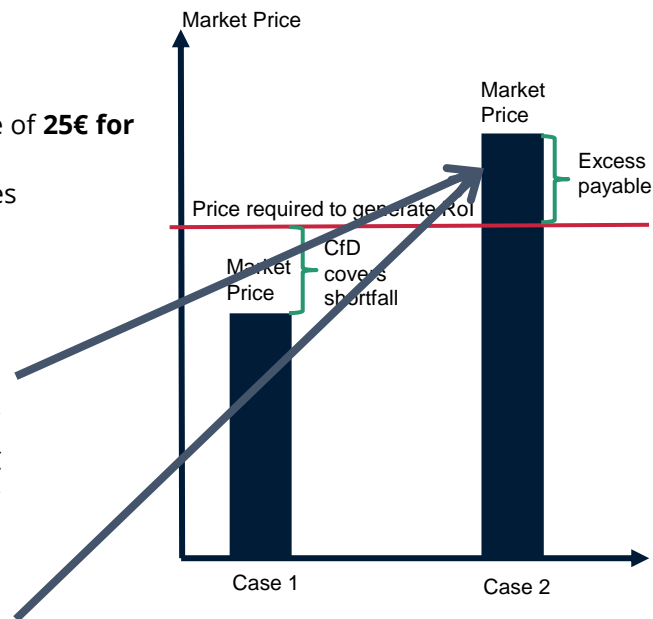 Market Price
e of 25€ for
es
Market
Price
Excess
payable
Price required to generate RoI
CfD
covers
shortfall
Market
Price
Case 1
Case 2